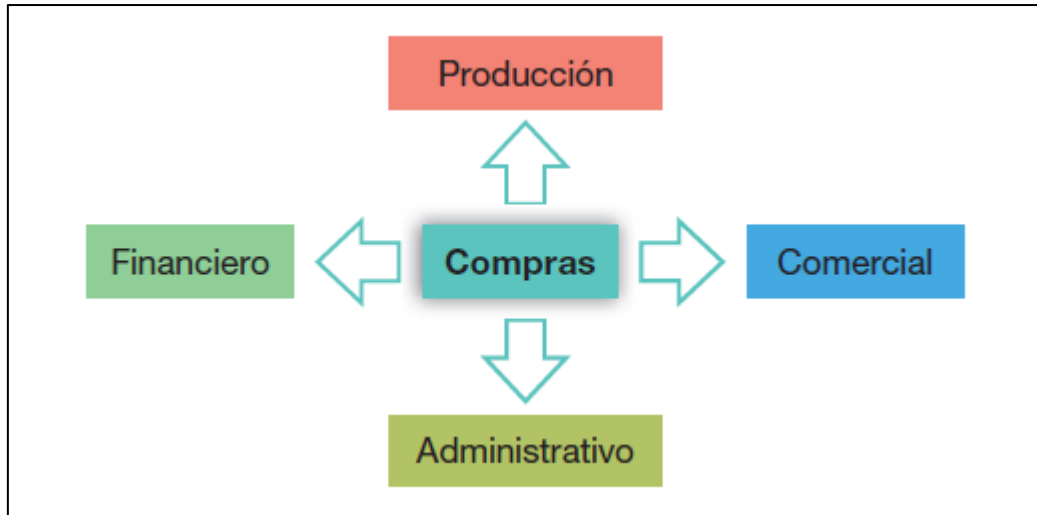 Producción
Financiero
Compras
Comercial
Administrativo